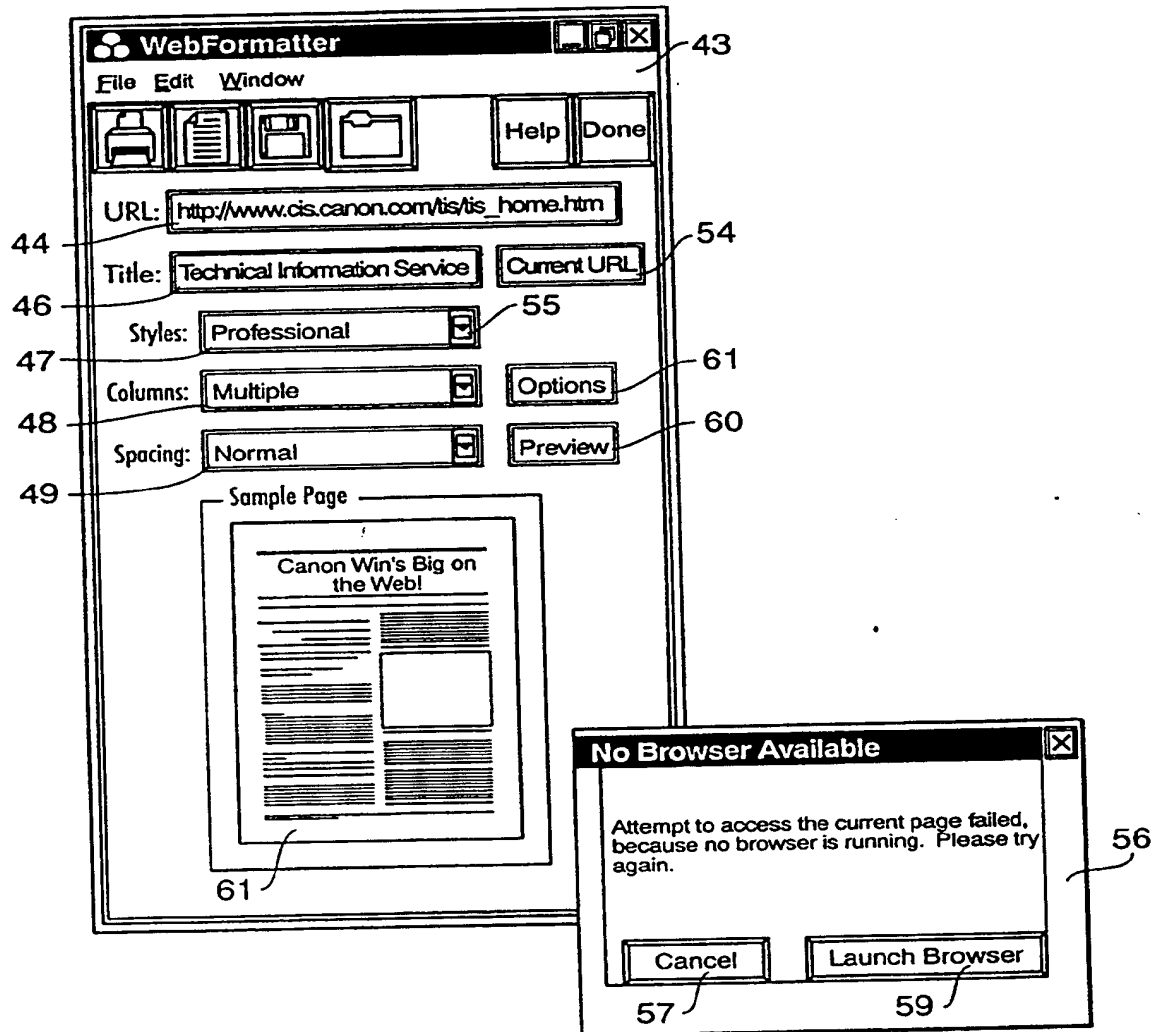 WebFormatter
43
File Edit Window
Help Done
URL: http://www.cis.canon.com/tis/tis_home.htm
44
54
Title: Technical Information Service Current URL
46
55
Styles: Professional
47
61
Columns: Multiple Options
48
60
Spacing: Normal Preview
49
Sample Page
Canon Win's Big on
the Web!
61
No Browser Available
Attempt to access the current page failed,
because no browser is running. Please try
again.
56
Cancel Launch Browser
57 59